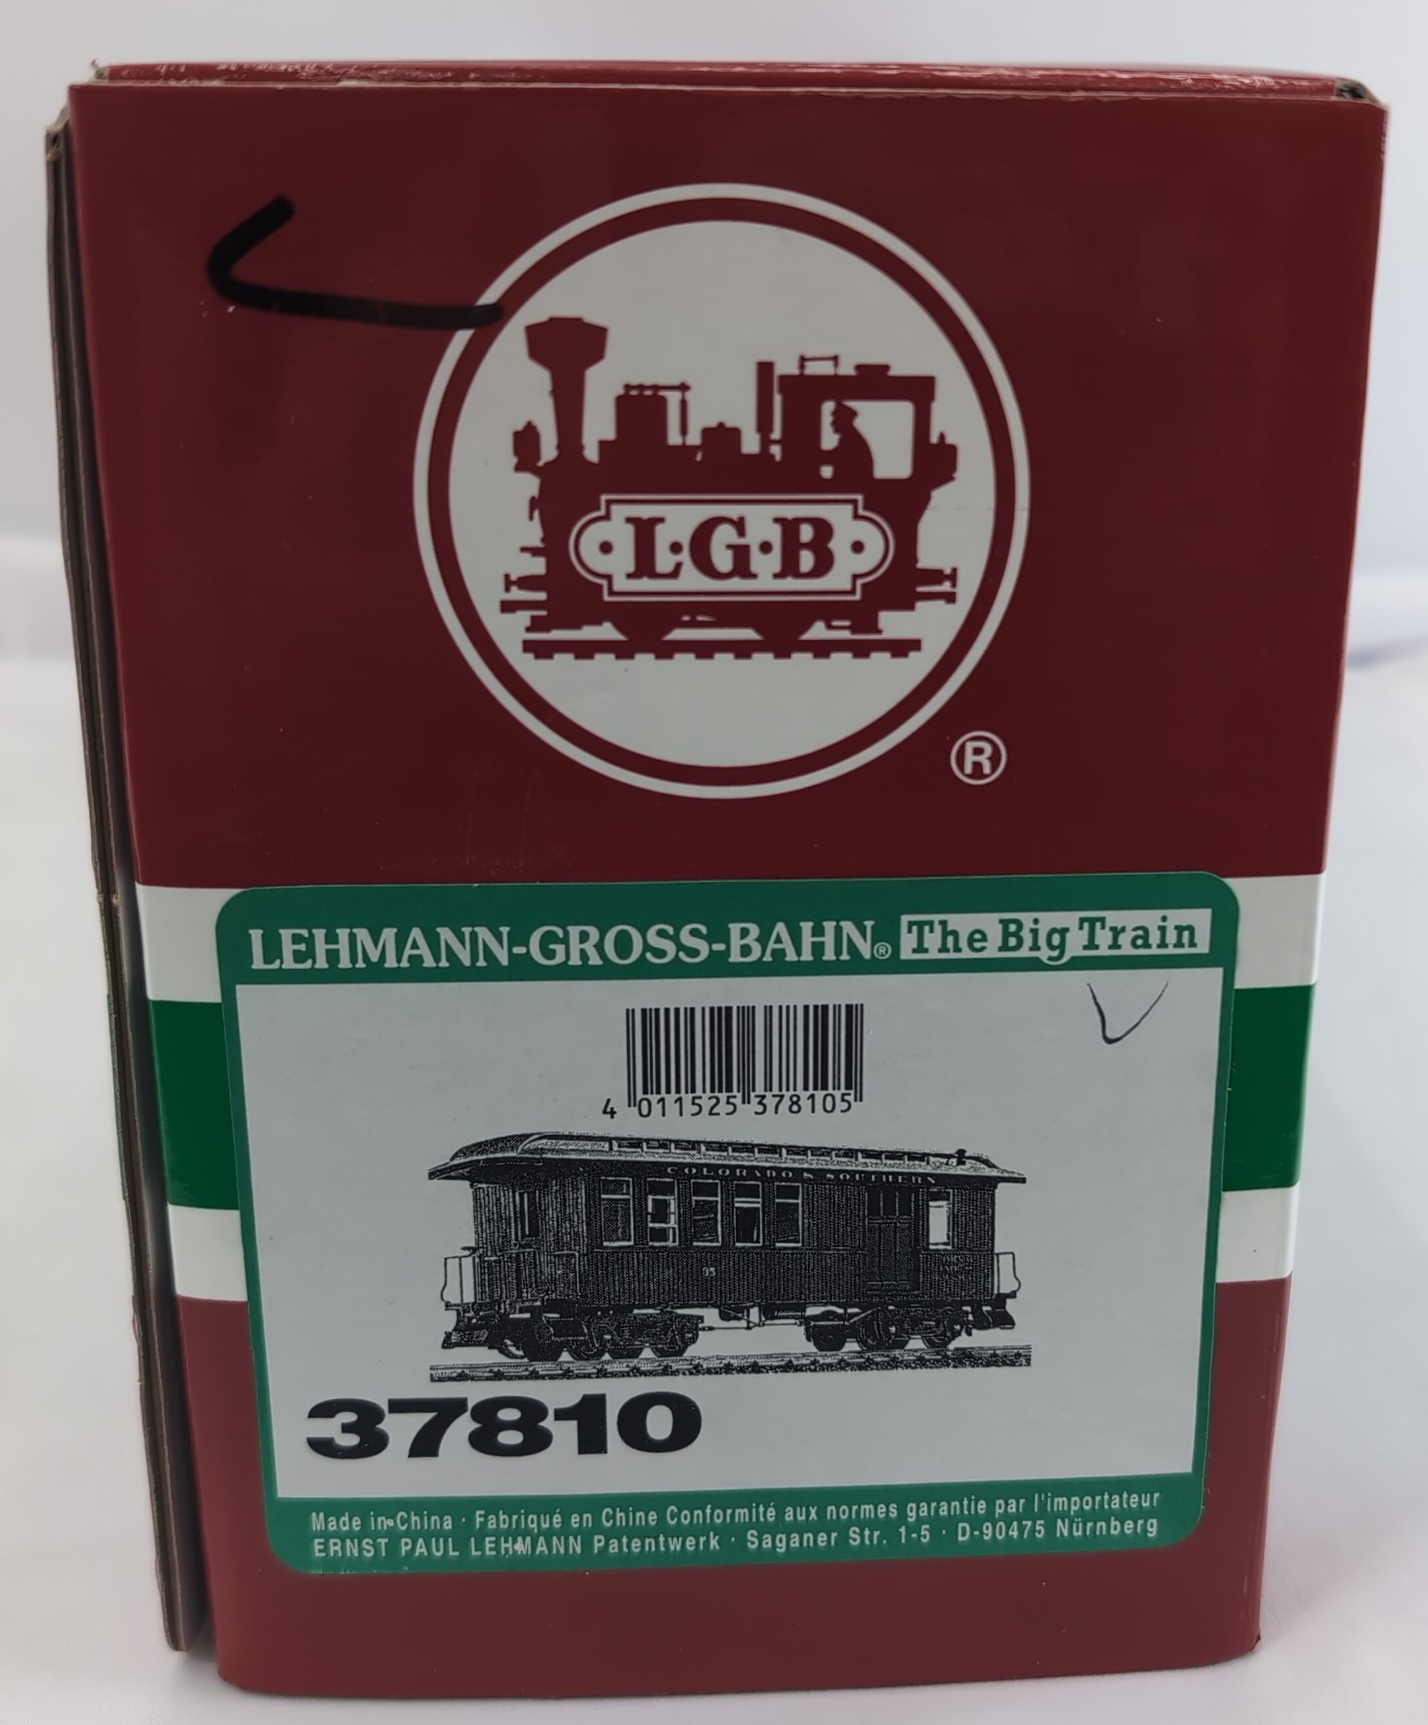 L·G·B
®
LEHMANN-GROSS-BAHN® The Big Train
4 011525 378105
COLORADO & SOUTHERN
95
37810
Made in China · Fabriqué en Chine Conformité aux normes garantie par l'importateur
ERNST PAUL LEHMANN Patentwerk · Saganer Str. 1-5 · D-90475 Nürnberg